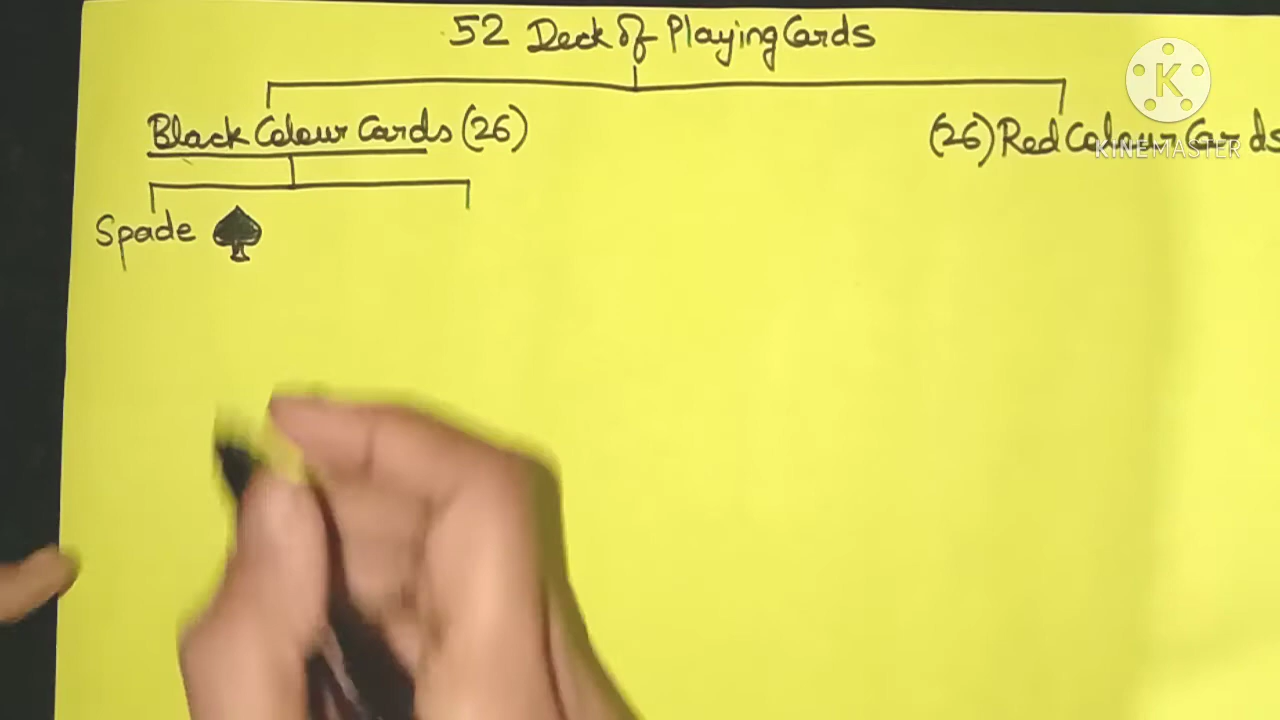 52 Deck of Playing Cards
Black Colour Cards (26)
(26) Red Colour Cards
KINEMASTER
Spade